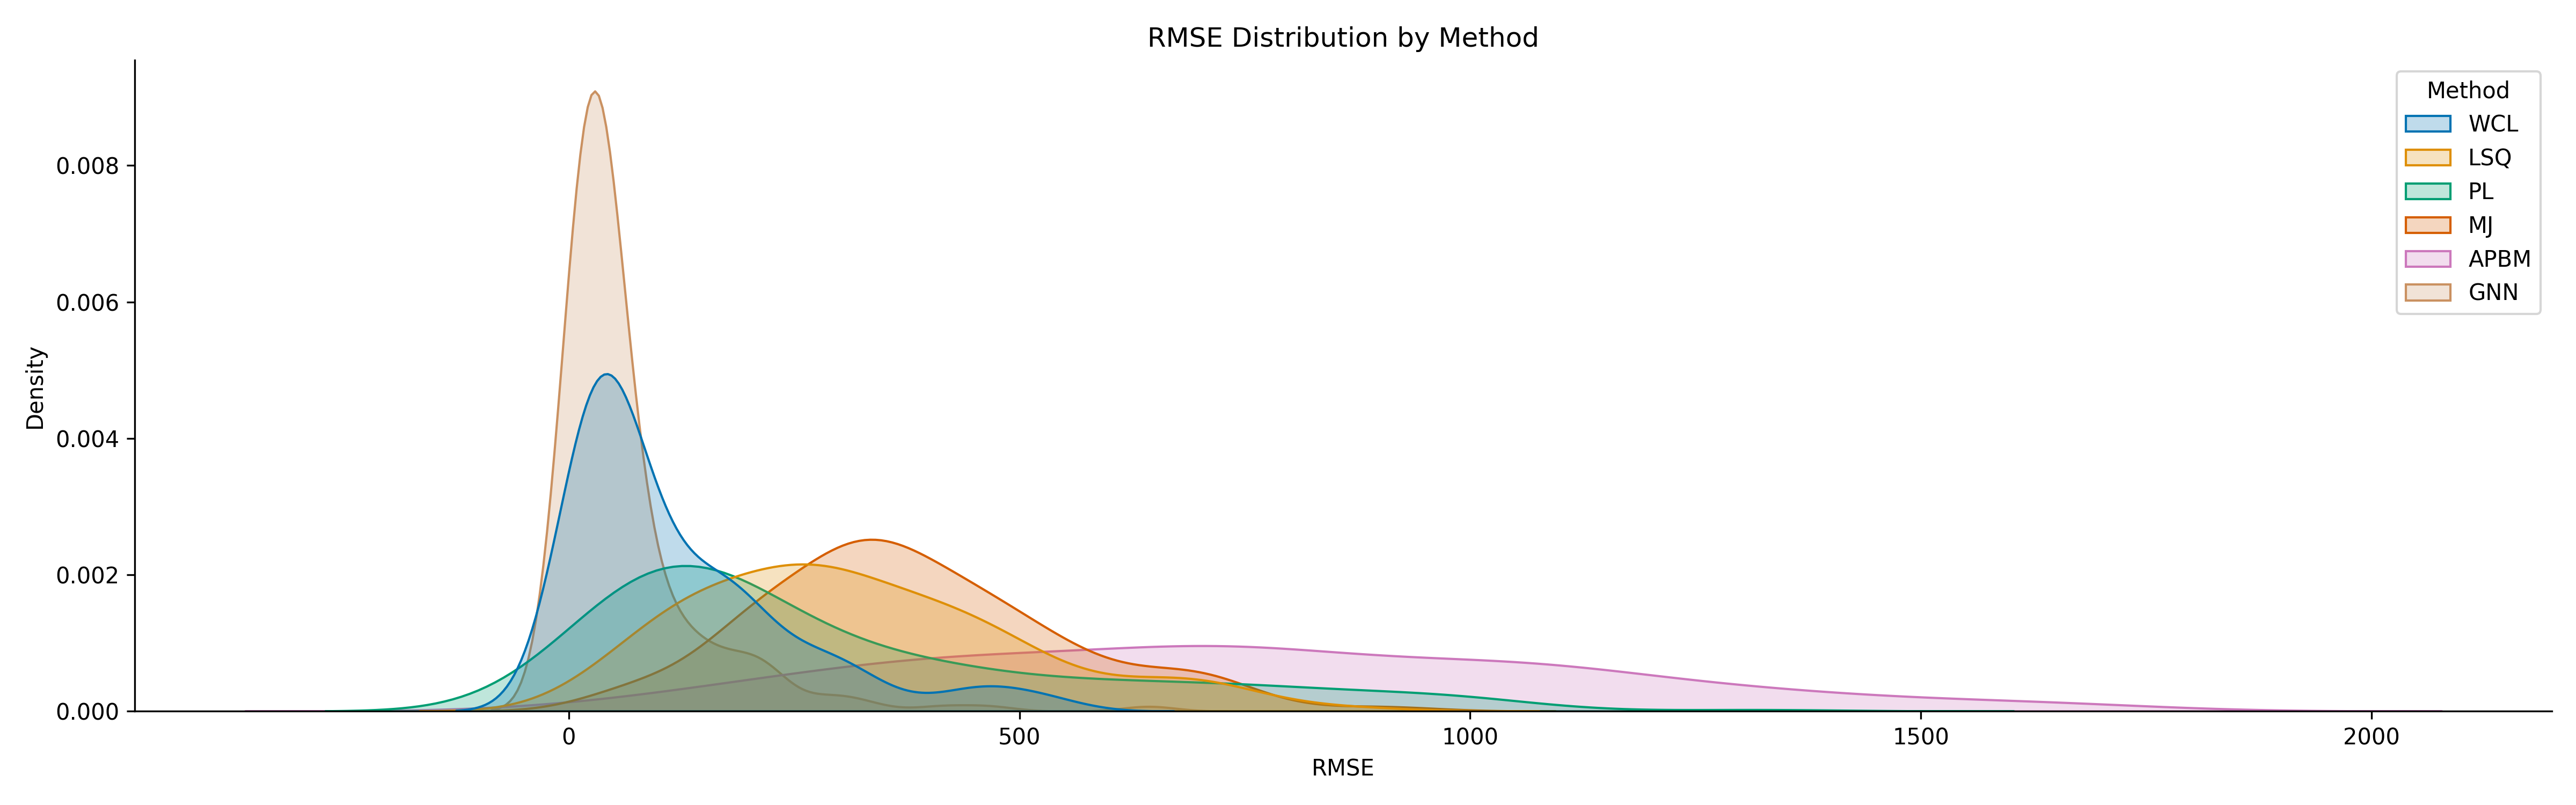 RMSE Distribution by Method
Density
0.008
0.006
0.004
0.002
0.000
0
500
1000
1500
2000
RMSE
Method
WCL
LSQ
PL
MJ
APBM
GNN